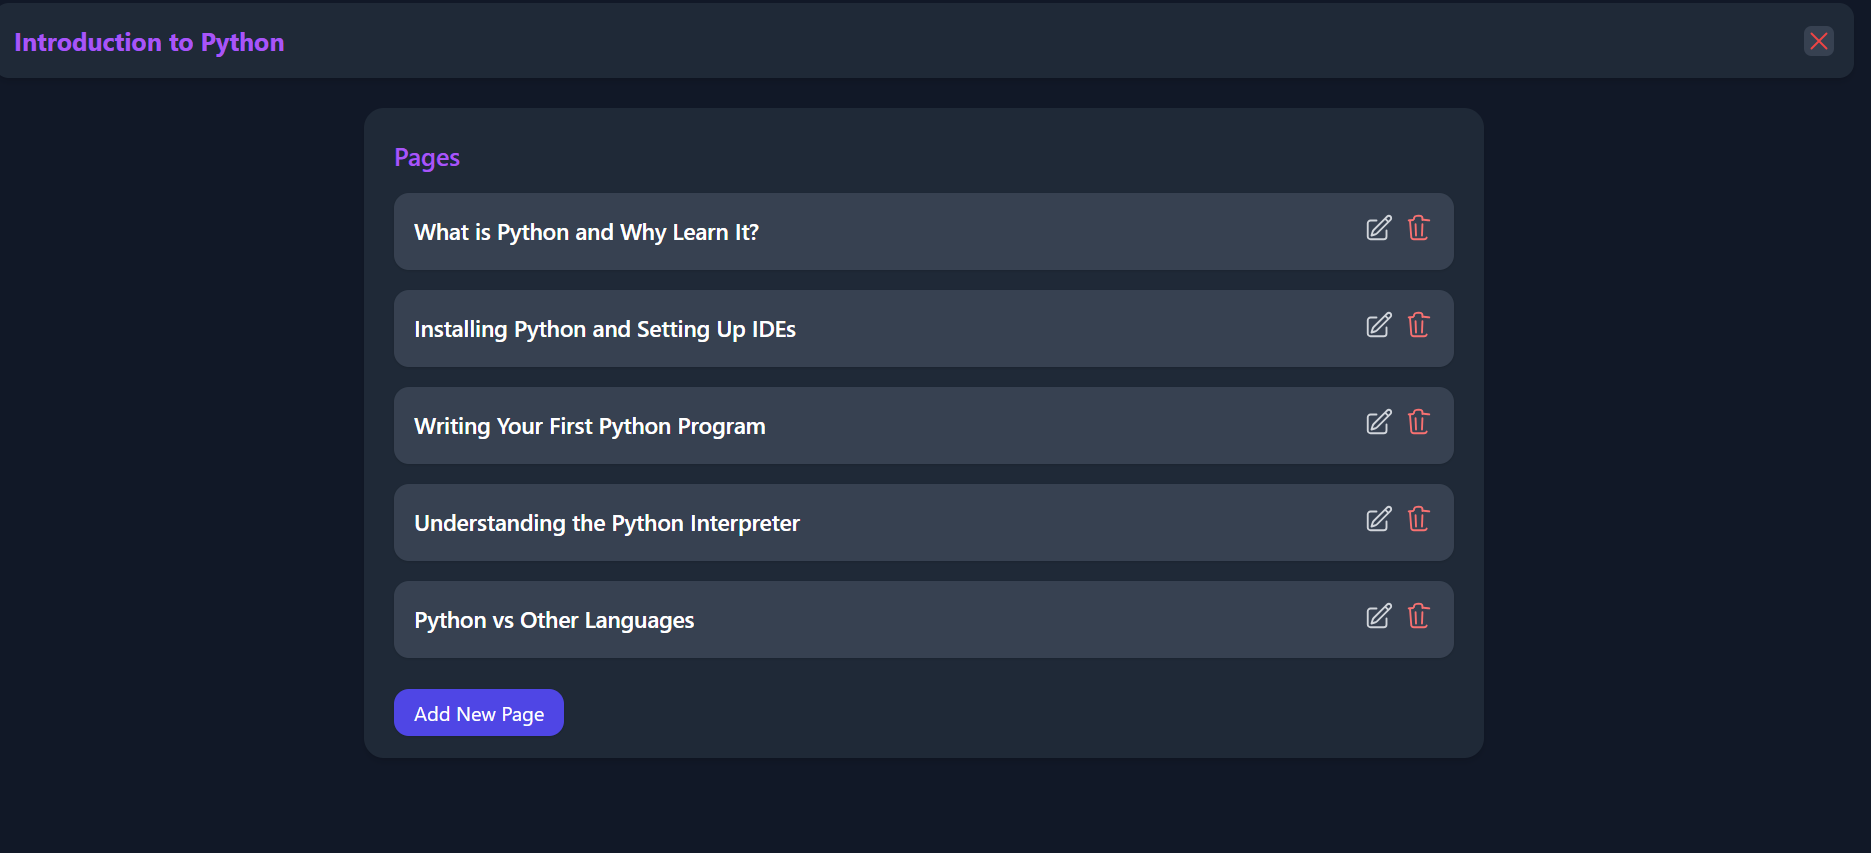 Introduction to Python
Pages
What is Python and Why Learn It?
Installing Python and Setting Up IDEs
Writing Your First Python Program
Understanding the Python Interpreter
Python vs Other Languages
Add New Page